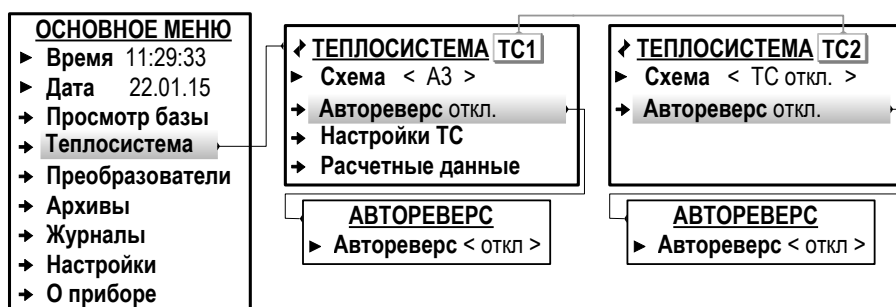 ОСНОВНОЕ МЕНЮ
Время 11:29:33
Дата 22.01.15
Просмотр базы
Теплосистема
Преобразователи
Архивы
Журналы
Настройки
О приборе
ТЕПЛОСИСТЕМА ТС1
Схема < А3 >
Автореверс откл.
Настройки ТС
Расчетные данные
АВТОРЕВЕРС
Автореверс < откл >
ТЕПЛОСИСТЕМА ТС2
Схема < ТС откл. >
Автореверс откл.
АВТОРЕВЕРС
Автореверс < откл >